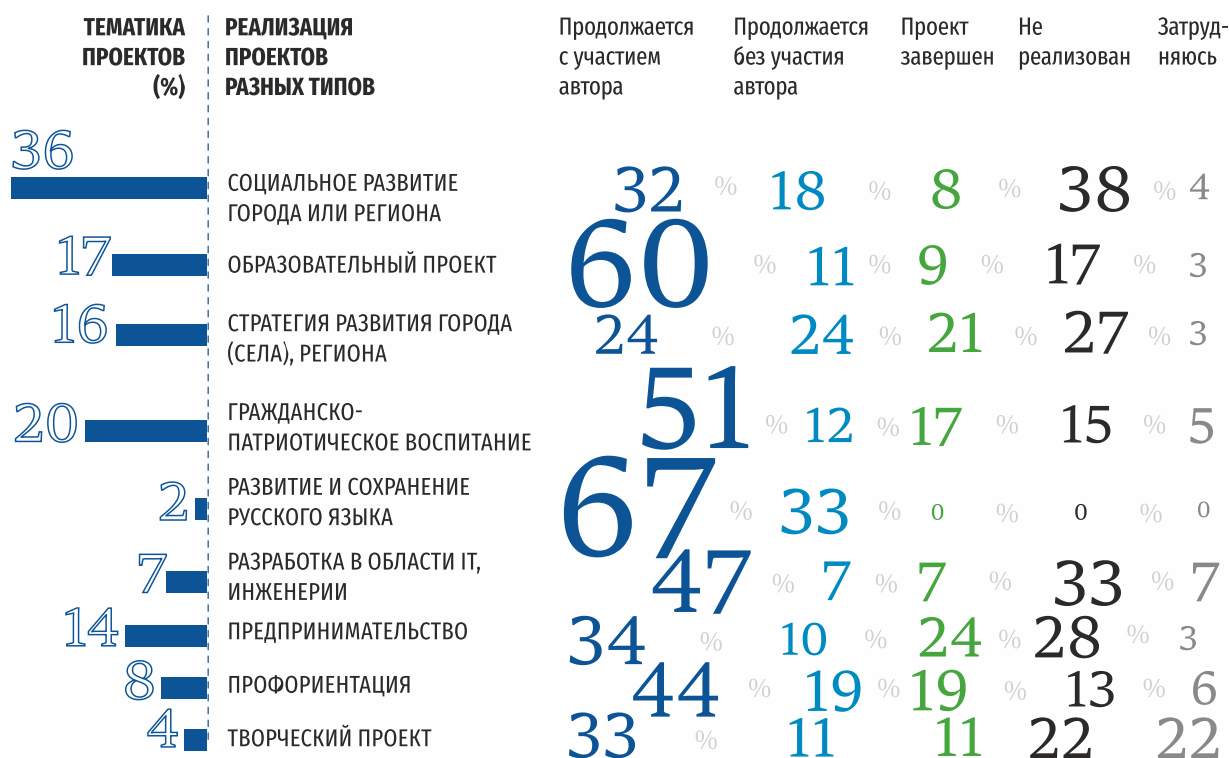 ТЕМАТИКА ПРОЕКТОВ (%)
РЕАЛИЗАЦИЯ ПРОЕКТОВ РАЗНЫХ ТИПОВ
Продолжается с участием автора
Продолжается без участия автора
Проект завершен
Не реализован
Затруд-няюсь
36
СОЦИАЛЬНОЕ РАЗВИТИЕ
ГОРОДА ИЛИ РЕГИОНА
32 % 18 % 8 % 38 % 4
17
ОБРАЗОВАТЕЛЬНЫЙ ПРОЕКТ
60 % 11 % 9 % 17 % 3
16
СТРАТЕГИЯ РАЗВИТИЯ ГОРОДА
(СЕЛА), РЕГИОНА
24 % 24 % 21 % 27 % 3
20
ГРАЖДАНСКО-
ПАТРИОТИЧЕСКОЕ ВОСПИТАНИЕ
51 % 12 % 17 % 15 % 5
2
РАЗВИТИЕ И СОХРАНЕНИЕ
РУССКОГО ЯЗЫКА
67 % 33 % 0 % 0 % 0
7
РАЗРАБОТКА В ОБЛАСТИ IT,
ИНЖЕНЕРИИ
47 % 7 % 7 % 33 % 7
14
ПРЕДПРИНИМАТЕЛЬСТВО
34 % 10 % 24 % 28 % 3
8
ПРОФОРИЕНТАЦИЯ
44 % 19 % 19 % 13 % 6
4
ТВОРЧЕСКИЙ ПРОЕКТ
33 % 11 11 22 22